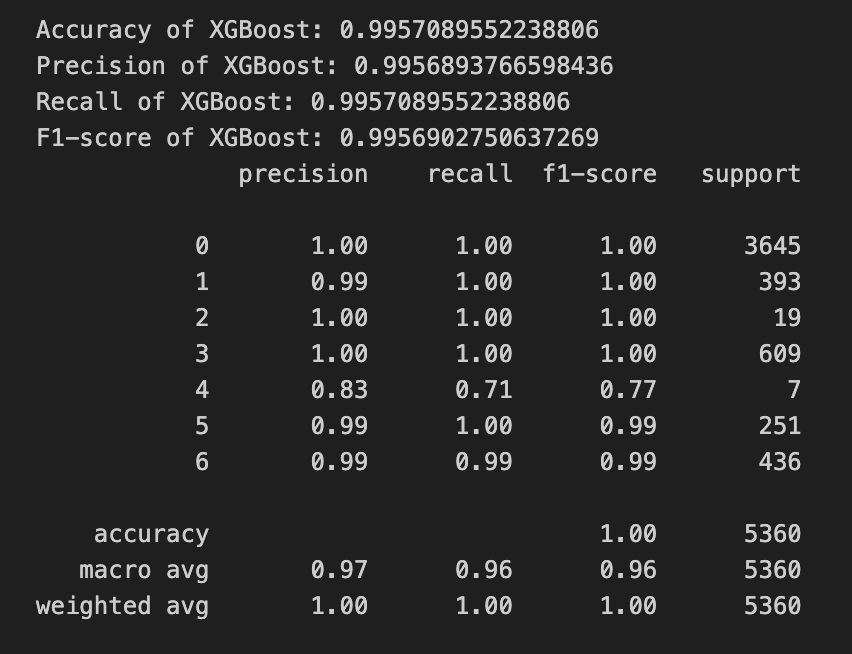 Accuracy of XGBoost: 0.9957089552238806
Precision of XGBoost: 0.9956893766598436
Recall of XGBoost: 0.9957089552238806
F1-score of XGBoost: 0.9956902750637269
precision recall f1-score support
0 1.00 1.00 1.00 3645
1 0.99 1.00 1.00 393
2 1.00 1.00 1.00 19
3 1.00 1.00 1.00 609
4 0.83 0.71 0.77 7
5 0.99 1.00 0.99 251
6 0.99 0.99 0.99 436
accuracy 1.00 5360
macro avg 0.97 0.96 0.96 5360
weighted avg 1.00 1.00 1.00 5360